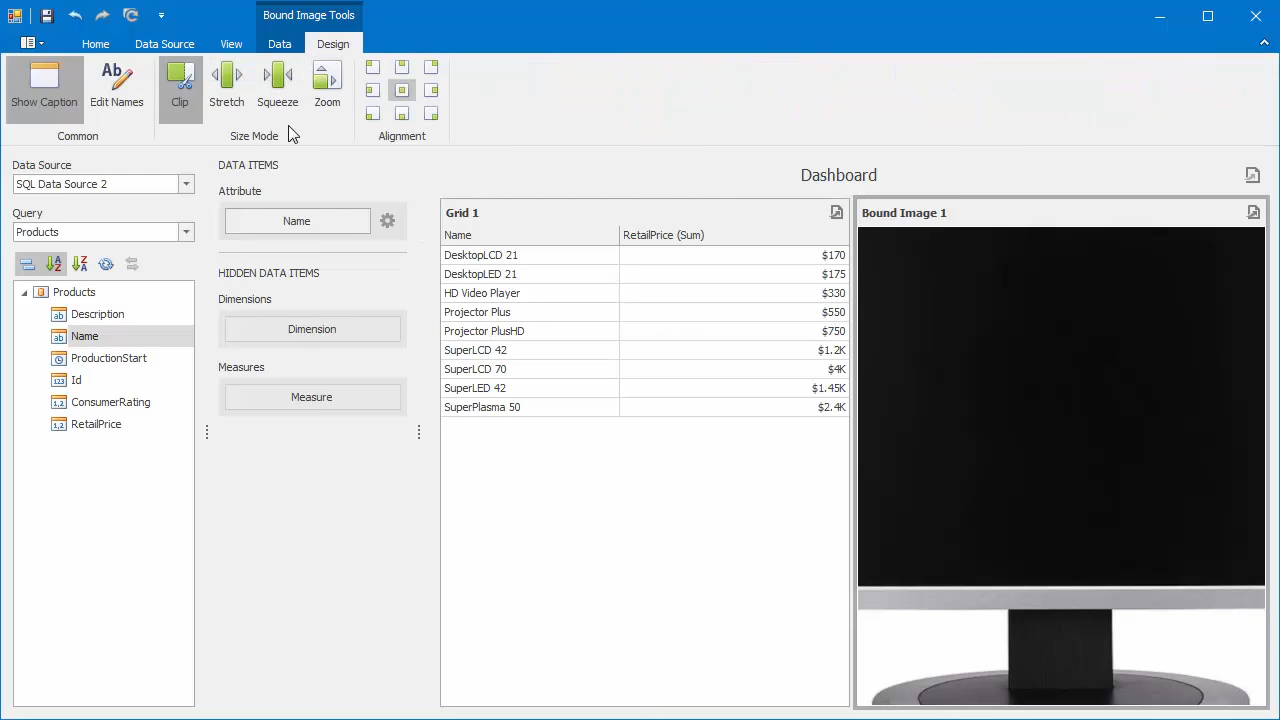 Bound Image Tools
Home
Data Source
View
Data
Design
Show Caption
Edit Names
Clip
Stretch
Squeeze
Zoom
Common
Size Mode
Alignment
Data Source
SQL Data Source 2
Query
Products
Products
Description
Name
ProductionStart
Id
ConsumerRating
RetailPrice
DATA ITEMS
Attribute
Name
HIDDEN DATA ITEMS
Dimensions
Dimension
Measures
Measure
Dashboard
Grid 1
Name RetailPrice (Sum)
DesktopLCD 21 $170
DesktopLED 21 $175
HD Video Player $330
Projector Plus $550
Projector PlusHD $750
SuperLCD 42 $1.2K
SuperLCD 70 $4K
SuperLED 42 $1.45K
SuperPlasma 50 $2.4K
Bound Image 1